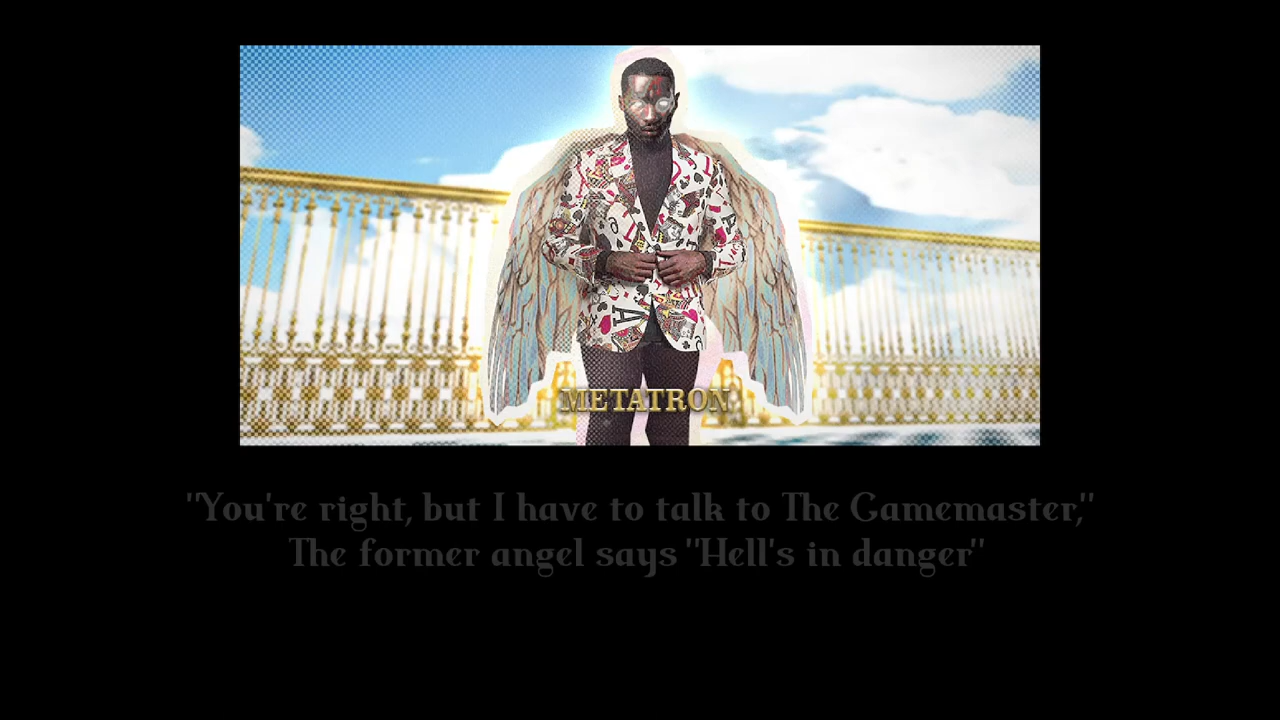 METATRON
"You're right, but I have to talk to The Gamemaster,"
The former angel says "Hell's in danger"